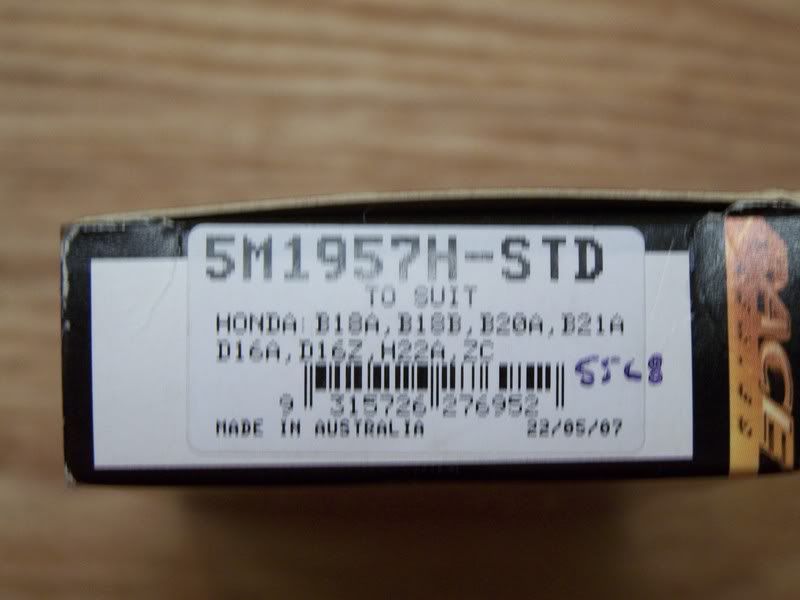 5M1957H-STD
TO SUIT
HONDA: B18A,B18B,B20A,B21A
D16A,D16Z,H22A,ZC
9 315726 276952
MADE IN AUSTRALIA 22/05/07
RACE